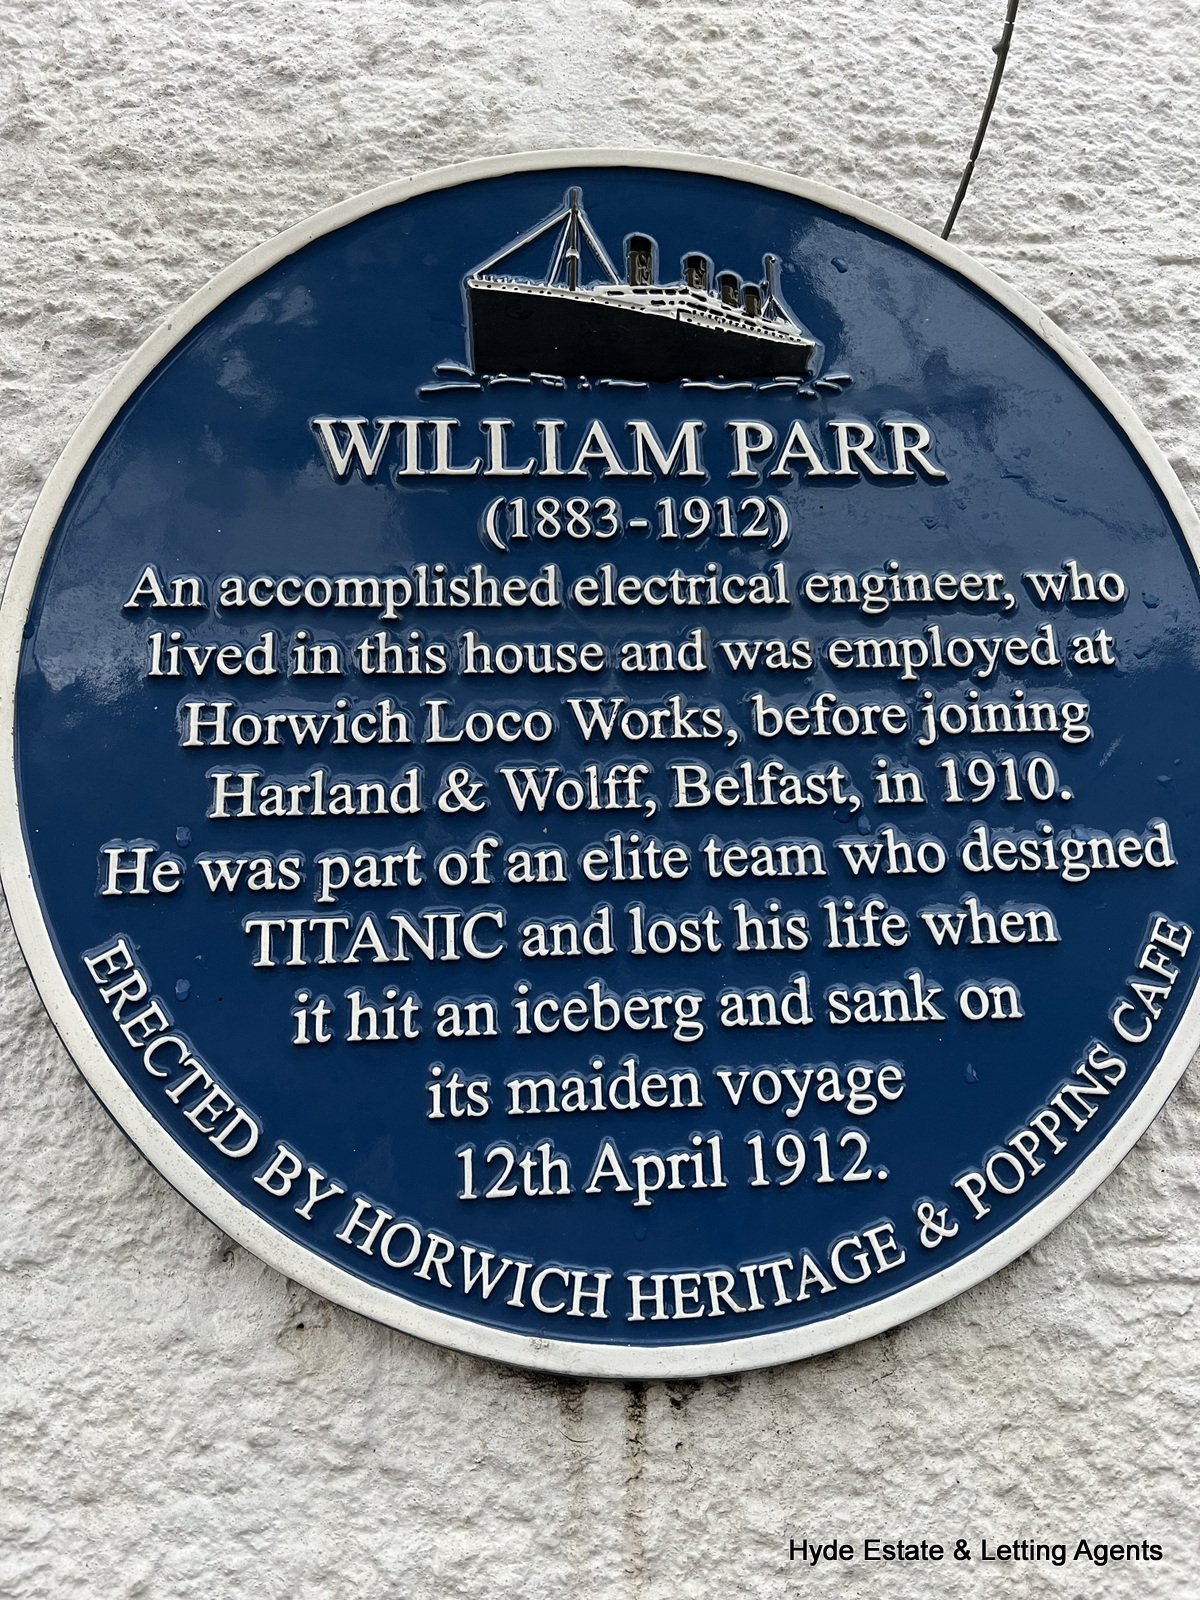 WILLIAM PARR
(1883-1912)
An accomplished electrical engineer, who
lived in this house and was employed at
Horwich Loco Works, before joining
Harland & Wolff, Belfast, in 1910.
He was part of an elite team who designed
TITANIC and lost his life when
it hit an iceberg and sank on
its maiden voyage
12th April 1912.
ERECTED BY HORWICH HERITAGE & POPPINS CAFE
Hyde Estate & Letting Agents